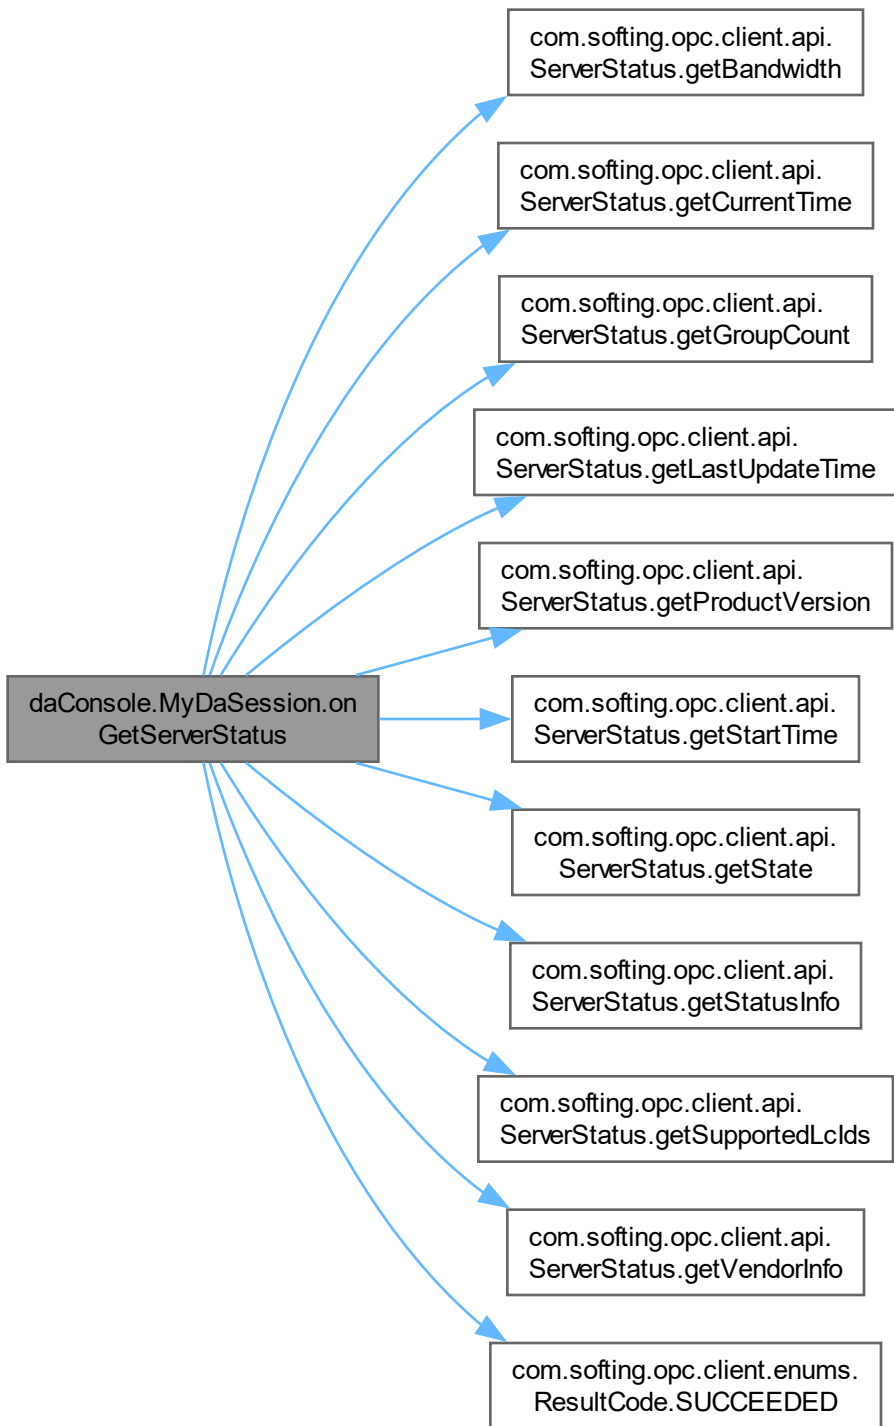 com.softing.opc.client.api.
ServerStatus.getBandwidth
com.softing.opc.client.api.
ServerStatus.getCurrentTime
com.softing.opc.client.api.
ServerStatus.getGroupCount
com.softing.opc.client.api.
ServerStatus.getLastUpdateTime
com.softing.opc.client.api.
ServerStatus.getProductVersion
daConsole.MyDaSession.on
GetServerStatus
com.softing.opc.client.api.
ServerStatus.getStartTime
com.softing.opc.client.api.
ServerStatus.getState
com.softing.opc.client.api.
ServerStatus.getStatusInfo
com.softing.opc.client.api.
ServerStatus.getSupportedLcIds
com.softing.opc.client.api.
ServerStatus.getVendorInfo
com.softing.opc.client.enums.
ResultCode.SUCCEEDED